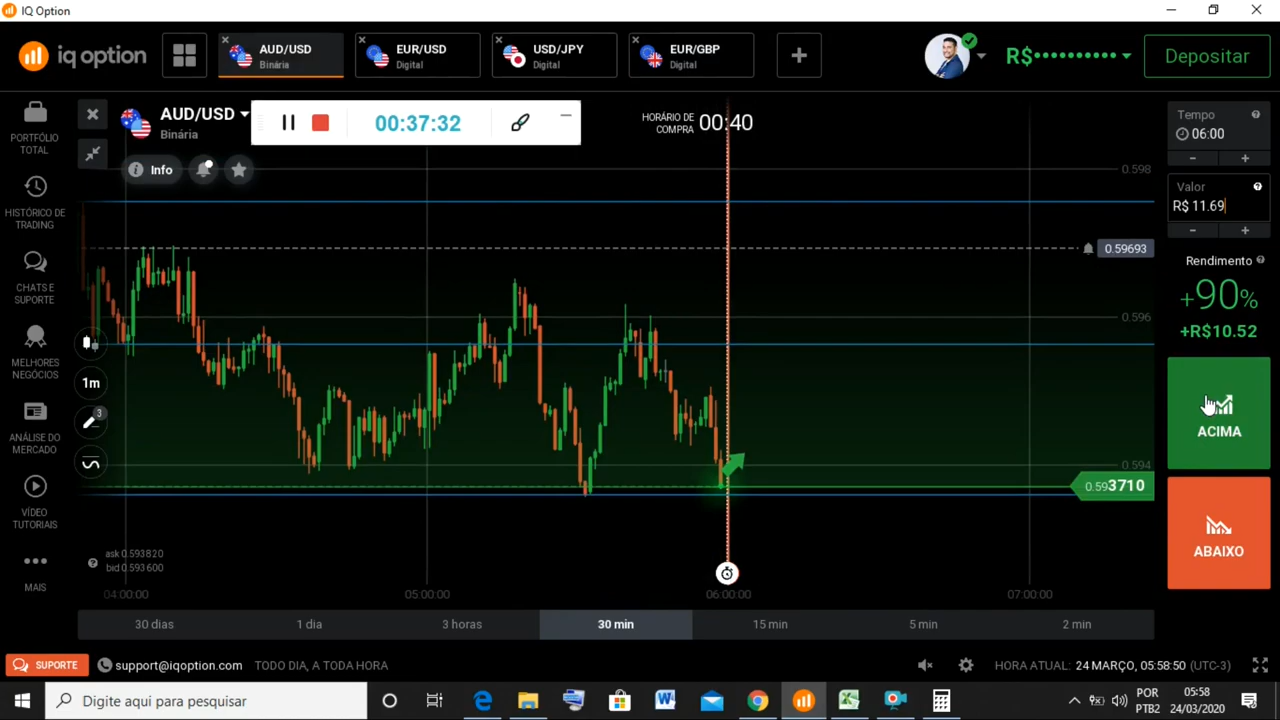 IQ Option
iq option
AUD/USD
Binária
EUR/USD
Digital
USD/JPY
Digital
EUR/GBP
Digital
R$••••••••••
Depositar
PORTFÓLIO
TOTAL
HISTÓRICO DE
TRADING
CHATS E
SUPORTE
MELHORES
NEGÓCIOS
ANÁLISE DO
MERCADO
VÍDEO
TUTORIAIS
MAIS
AUD/USD
Binária
00:37:32
HORÁRIO DE
COMPRA
00:40
Info
1m
3
0.598
0.59693
0.596
0.594
0.593710
ask 0.593820
bid 0.593600
04:00:00
05:00:00
06:00:00
07:00:00
30 dias
1 dia
3 horas
30 min
15 min
5 min
2 min
Tempo
06:00
Valor
R$ 11.69
Rendimento
+90%
+R$10.52
ACIMA
ABAIXO
SUPORTE
support@iqoption.com
TODO DIA, A TODA HORA
HORA ATUAL: 24 MARÇO, 05:58:50 (UTC-3)
Digite aqui para pesquisar
POR
PTB2
05:58
24/03/2020